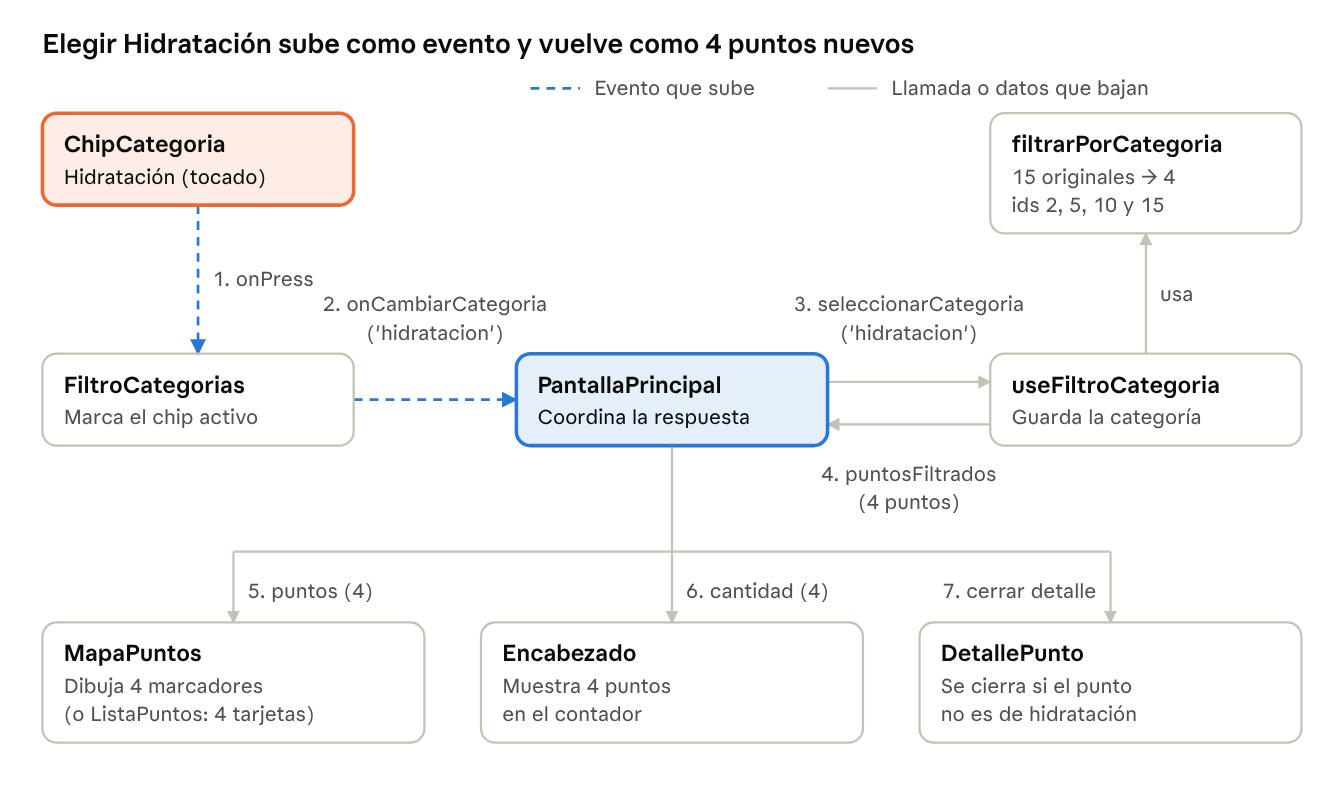 Elegir Hidratación sube como evento y vuelve como 4 puntos nuevos
Evento que sube
Llamada o datos que bajan
ChipCategoria
Hidratación (tocado)
filtrarPorCategoria
15 originales → 4
ids 2, 5, 10 y 15
1. onPress
2. onCambiarCategoria
('hidratacion')
3. seleccionarCategoria
('hidratacion')
usa
FiltroCategorias
Marca el chip activo
PantallaPrincipal
Coordina la respuesta
useFiltroCategoria
Guarda la categoría
4. puntosFiltrados
(4 puntos)
5. puntos (4)
6. cantidad (4)
7. cerrar detalle
MapaPuntos
Dibuja 4 marcadores
(o ListaPuntos: 4 tarjetas)
Encabezado
Muestra 4 puntos
en el contador
DetallePunto
Se cierra si el punto
no es de hidratación